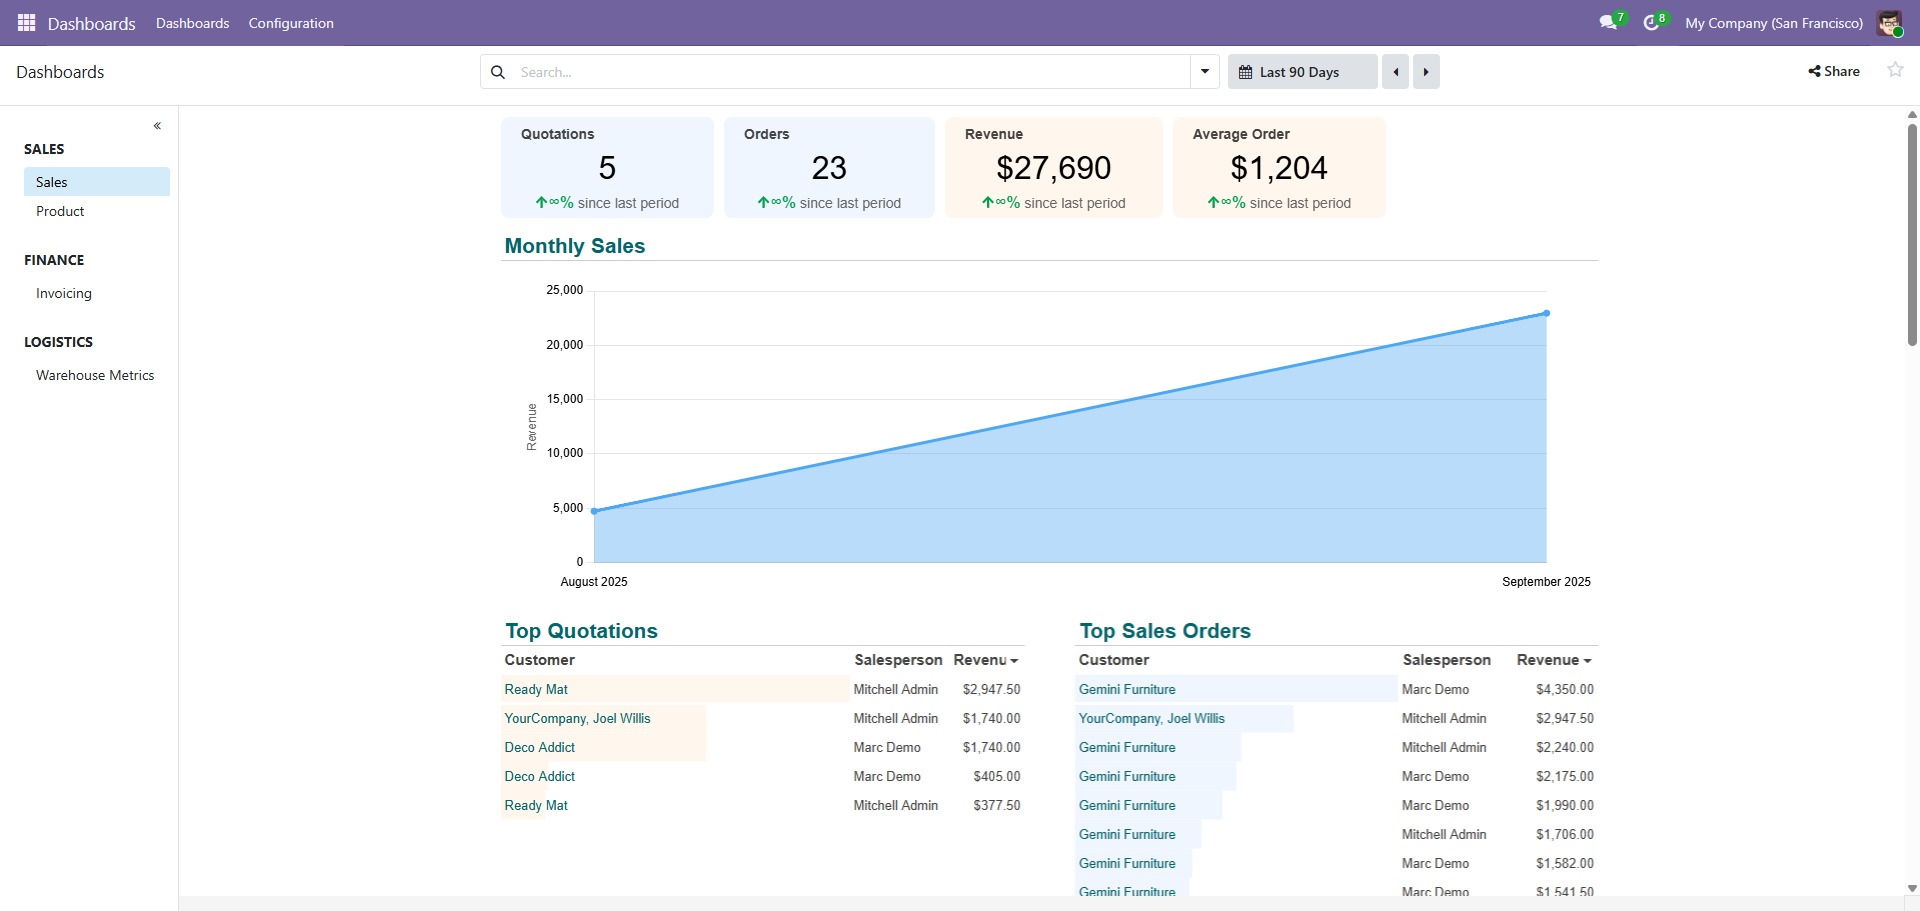 Dashboards Dashboards Configuration 7 8 My Company (San Francisco)
Dashboards Search... Last 90 Days Share
SALES
Sales
Product
FINANCE
Invoicing
LOGISTICS
Warehouse Metrics
Quotations Orders Revenue Average Order
5 23 $27,690 $1,204
∞% since last period ∞% since last period ∞% since last period ∞% since last period
Monthly Sales
25,000
20,000
15,000
10,000
5,000
0
Revenue
August 2025 September 2025
Top Quotations
Customer Salesperson Revenu
Ready Mat Mitchell Admin $2,947.50
YourCompany, Joel Willis Mitchell Admin $1,740.00
Deco Addict Marc Demo $1,740.00
Deco Addict Marc Demo $405.00
Ready Mat Mitchell Admin $377.50
Top Sales Orders
Customer Salesperson Revenue
Gemini Furniture Marc Demo $4,350.00
YourCompany, Joel Willis Mitchell Admin $2,947.50
Gemini Furniture Mitchell Admin $2,240.00
Gemini Furniture Marc Demo $2,175.00
Gemini Furniture Marc Demo $1,990.00
Gemini Furniture Mitchell Admin $1,706.00
Gemini Furniture Marc Demo $1,582.00
Gemini Furniture Marc Demo $1,541.50